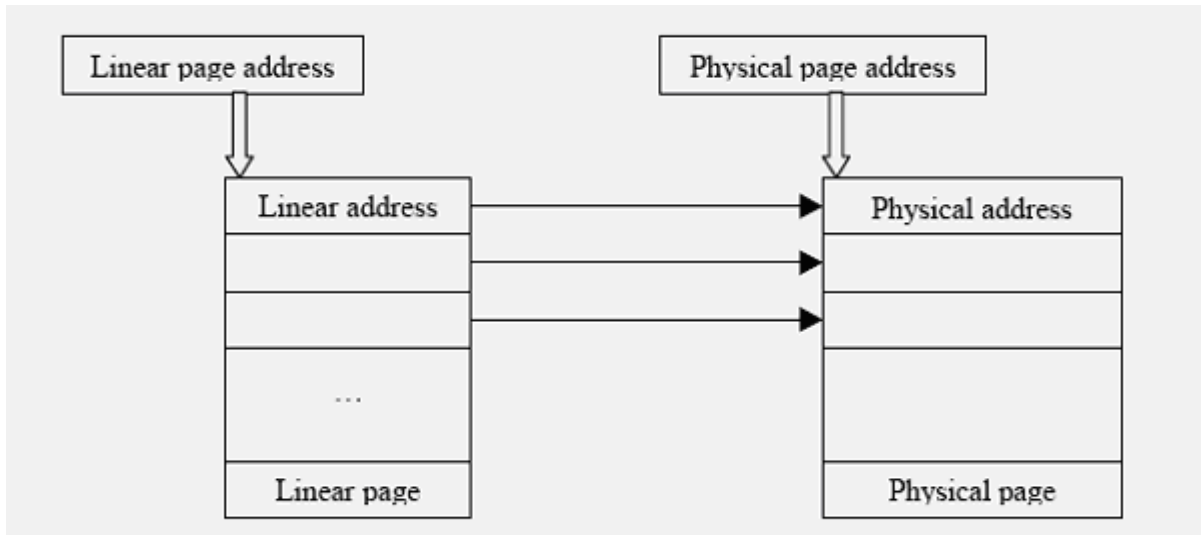 Linear page address
Physical page address
Linear address
Physical address
...
Linear page
Physical page